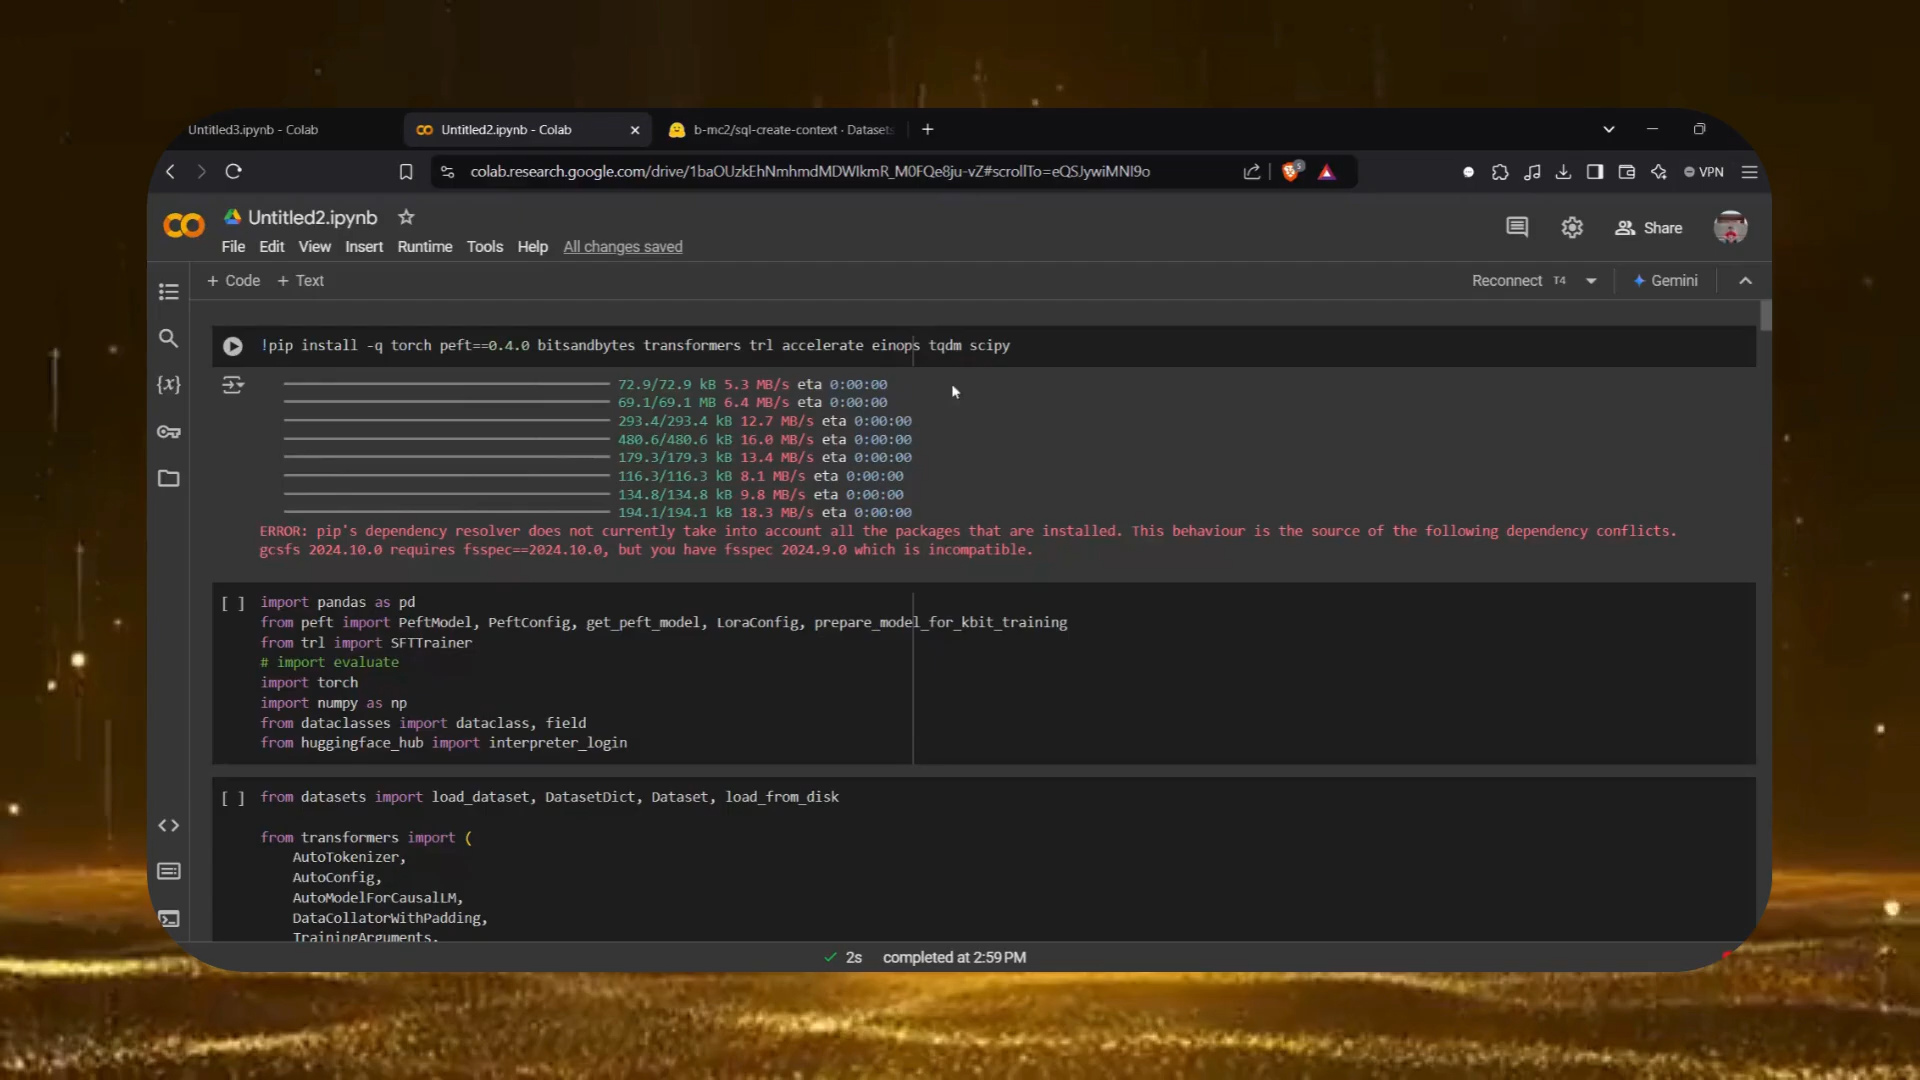 Untitled3.ipynb - Colab
Untitled2.ipynb - Colab
b-mc2/sql-create-context · Datasets
colab.research.google.com/drive/1baOUzkEhNmhmdMDWIkmR_M0FQe8ju-vZ#scrollTo=eQSJywiMNI9o
5
VPN
Untitled2.ipynb
File Edit View Insert Runtime Tools Help All changes saved
Share
+ Code + Text
Reconnect T4
Gemini
!pip install -q torch peft==0.4.0 bitsandbytes transformers trl accelerate einops tqdm scipy
72.9/72.9 kB 5.3 MB/s eta 0:00:00
69.1/69.1 MB 6.4 MB/s eta 0:00:00
293.4/293.4 kB 12.7 MB/s eta 0:00:00
480.6/480.6 kB 16.0 MB/s eta 0:00:00
179.3/179.3 kB 13.4 MB/s eta 0:00:00
116.3/116.3 kB 8.1 MB/s eta 0:00:00
134.8/134.8 kB 9.8 MB/s eta 0:00:00
194.1/194.1 kB 18.3 MB/s eta 0:00:00
ERROR: pip's dependency resolver does not currently take into account all the packages that are installed. This behaviour is the source of the following dependency conflicts.
gcsfs 2024.10.0 requires fsspec==2024.10.0, but you have fsspec 2024.9.0 which is incompatible.
[ ] import pandas as pd
from peft import PeftModel, PeftConfig, get_peft_model, LoraConfig, prepare_model_for_kbit_training
from trl import SFTTrainer
# import evaluate
import torch
import numpy as np
from dataclasses import dataclass, field
from huggingface_hub import interpreter_login
[ ] from datasets import load_dataset, DatasetDict, Dataset, load_from_disk
from transformers import (
AutoTokenizer,
AutoConfig,
AutoModelForCausalLM,
DataCollatorWithPadding,
TrainingArguments,
2s completed at 2:59 PM